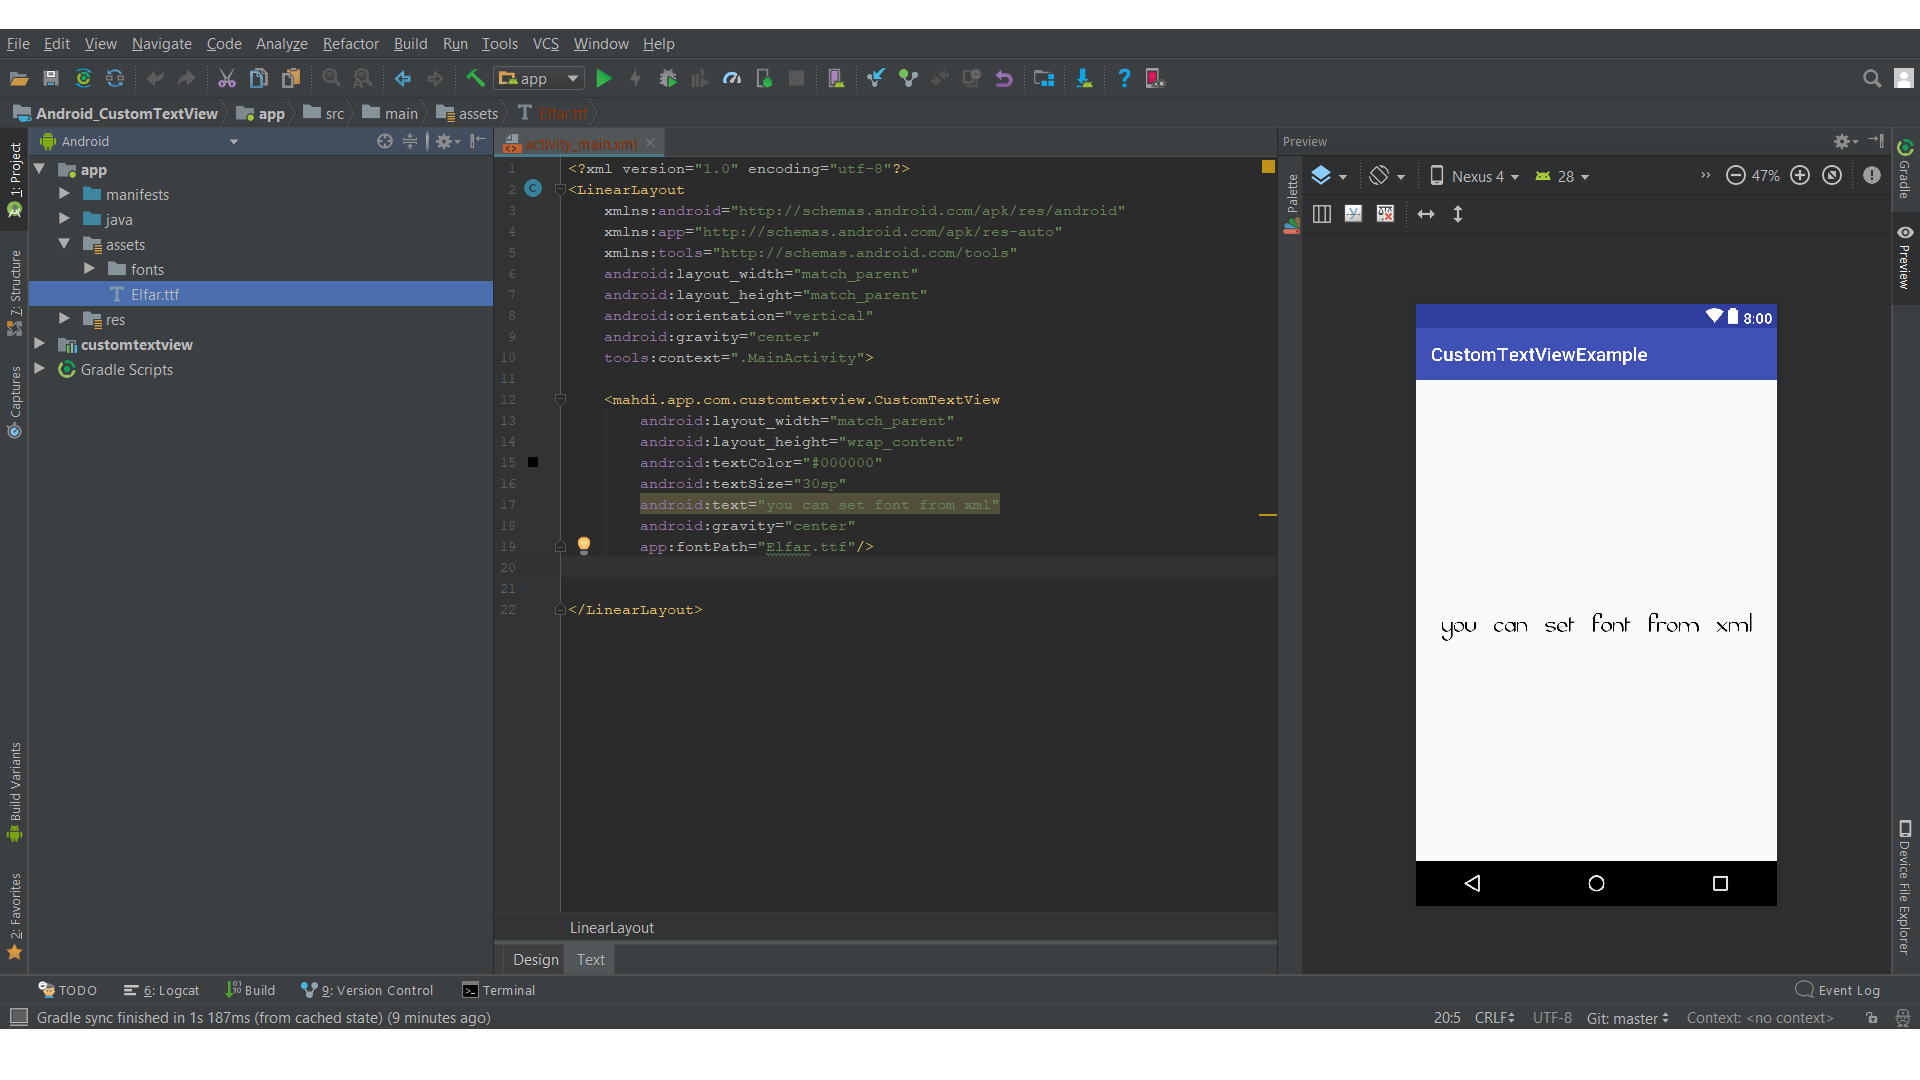 File Edit View Navigate Code Analyze Refactor Build Run Tools VCS Window Help
app
Android_CustomTextView app src main assets Elfar.ttf
1: Project
7: Structure
Captures
Build Variants
2: Favorites
Android
app
manifests
java
assets
fonts
Elfar.ttf
res
customtextview
Gradle Scripts
activity_main.xml
1 <?xml version="1.0" encoding="utf-8"?>
2 <LinearLayout
3 xmlns:android="http://schemas.android.com/apk/res/android"
4 xmlns:app="http://schemas.android.com/apk/res-auto"
5 xmlns:tools="http://schemas.android.com/tools"
6 android:layout_width="match_parent"
7 android:layout_height="match_parent"
8 android:orientation="vertical"
9 android:gravity="center"
10 tools:context=".MainActivity">
11
12 <mahdi.app.com.customtextview.CustomTextView
13 android:layout_width="match_parent"
14 android:layout_height="wrap_content"
15 android:textColor="#000000"
16 android:textSize="30sp"
17 android:text="you can set font from xml"
18 android:gravity="center"
19 app:fontPath="Elfar.ttf"/>
20
21
22 </LinearLayout>
LinearLayout
Design Text
Preview
Palette
Nexus 4 28 47%
8:00
CustomTextViewExample
you can set font from xml
Gradle
Preview
Device File Explorer
TODO 6: Logcat Build 9: Version Control Terminal Event Log
Gradle sync finished in 1s 187ms (from cached state) (9 minutes ago) 20:5 CRLF UTF-8 Git: master Context: <no context>